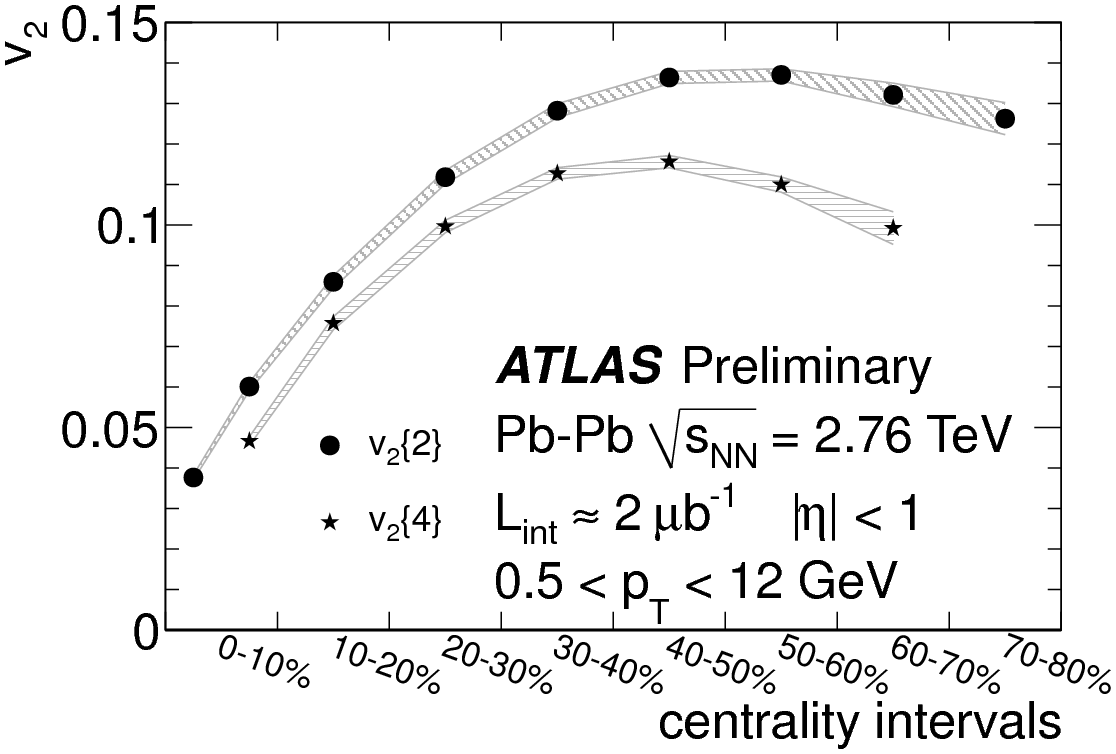 v2
0.15
0.1
0.05
0
ATLAS Preliminary
Pb-Pb √sNN = 2.76 TeV
Lint ≈ 2 μb-1 |η| < 1
0.5 < pT < 12 GeV
v2{2}
v2{4}
0-10% 10-20% 20-30% 30-40% 40-50% 50-60% 60-70% 70-80%
centrality intervals